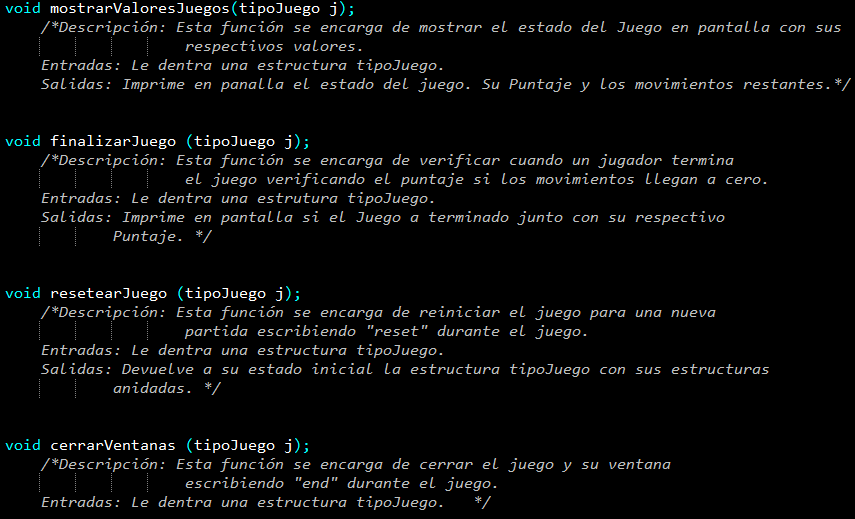 void mostrarValoresJuegos(tipoJuego j);
/*Descripción: Esta función se encarga de mostrar el estado del Juego en pantalla con sus
respectivos valores.
Entradas: Le dentra una estructura tipoJuego.
Salidas: Imprime en panalla el estado del juego. Su Puntaje y los movimientos restantes.*/
void finalizarJuego (tipoJuego j);
/*Descripción: Esta función se encarga de verificar cuando un jugador termina
el juego verificando el puntaje si los movimientos llegan a cero.
Entradas: Le dentra una estrutura tipoJuego.
Salidas: Imprime en pantalla si el Juego a terminado junto con su respectivo
Puntaje. */
void resetearJuego (tipoJuego j);
/*Descripción: Esta función se encarga de reiniciar el juego para una nueva
partida escribiendo "reset" durante el juego.
Entradas: Le dentra una estructura tipoJuego.
Salidas: Devuelve a su estado inicial la estructura tipoJuego con sus estructuras
anidadas. */
void cerrarVentanas (tipoJuego j);
/*Descripción: Esta función se encarga de cerrar el juego y su ventana
escribiendo "end" durante el juego.
Entradas: Le dentra una estructura tipoJuego.   */